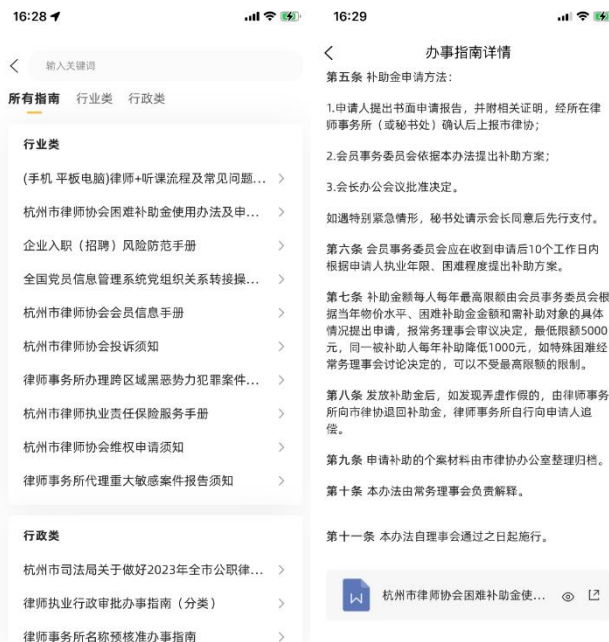 16:28
输入关键词
所有指南 行业类 行政类
行业类
(手机 平板电脑)律师+听课流程及常见问题...
杭州市律师协会困难补助金使用办法及申...
企业入职（招聘）风险防范手册
全国党员信息管理系统党组织关系转接操...
杭州市律师协会会员信息手册
杭州市律师协会投诉须知
律师事务所办理跨区域黑恶势力犯罪案件...
杭州市律师执业责任保险服务手册
杭州市律师协会维权申请须知
律师事务所代理重大敏感案件报告须知
行政类
杭州市司法局关于做好2023年全市公职律...
律师执业行政审批办事指南（分类）
律师事务所名称预核准办事指南
16:29
办事指南详情
第五条 补助金申请方法：
1.申请人提出书面申请报告，并附相关证明，经所在律
师事务所（或秘书处）确认后上报市律协；
2.会员事务委员会依据本办法提出补助方案；
3.会长办公会议批准决定。
如遇特别紧急情形，秘书处请示会长同意后先行支付。
第六条 会员事务委员会应在收到申请后10个工作日内
根据申请人执业年限、困难程度提出补助方案。
第七条 补助金额每人每年最高限额由会员事务委员会根
据当年物价水平、困难补助金金额和需补助对象的具体
情况提出申请，报常务理事会审议决定，最低限额5000
元，同一被补助人每年补助降低1000元，如特殊困难经
常务理事会讨论决定的，可以不受最高限额的限制。
第八条 发放补助金后，如发现弄虚作假的，由律师事务
所向市律协退回补助金，律师事务所自行向申请人追
偿。
第九条 申请补助的个案材料由市律协办公室整理归档。
第十条 本办法由常务理事会负责解释。
第十一条 本办法自理事会通过之日起施行。
W 杭州市律师协会困难补助金使...